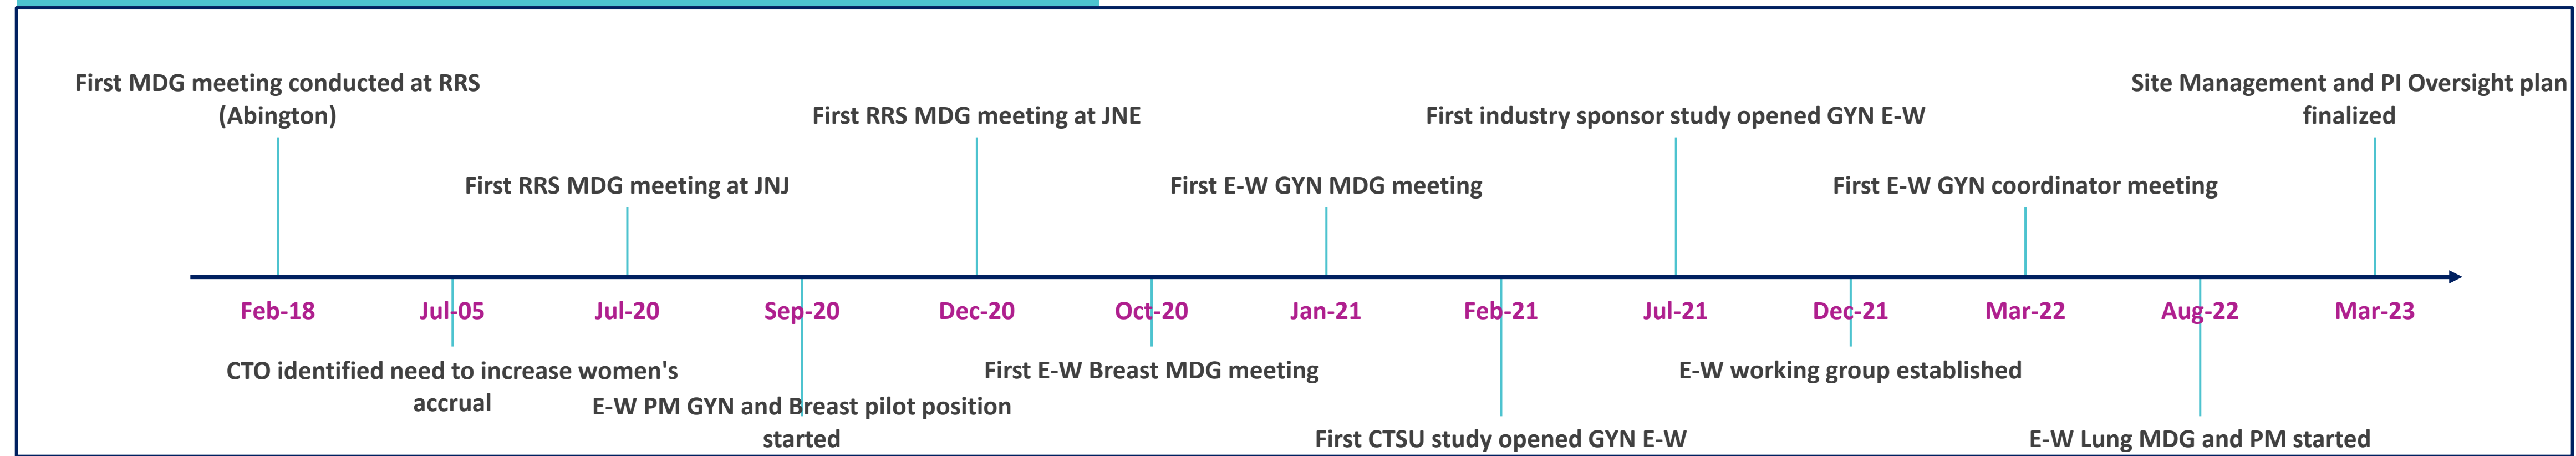 First MDG meeting conducted at RRS
(Abington)
First RRS MDG meeting at JNJ
First RRS MDG meeting at JNE
First E-W GYN MDG meeting
First industry sponsor study opened GYN E-W
First E-W GYN coordinator meeting
Site Management and PI Oversight plan
finalized
Feb-18
Jul-05
Jul-20
Sep-20
Dec-20
Oct-20
Jan-21
Feb-21
Jul-21
Dec-21
Mar-22
Aug-22
Mar-23
CTO identified need to increase women's
accrual
E-W PM GYN and Breast pilot position
started
First E-W Breast MDG meeting
First CTSU study opened GYN E-W
E-W working group established
E-W Lung MDG and PM started